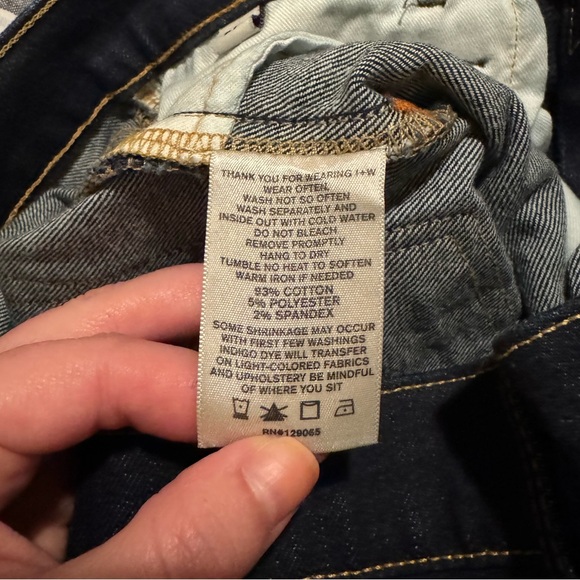 THANK YOU FOR WEARING I+W
WEAR OFTEN.
WASH NOT SO OFTEN
WASH SEPARATELY AND
INSIDE OUT WITH COLD WATER
DO NOT BLEACH
REMOVE PROMPTLY
HANG TO DRY
TUMBLE NO HEAT TO SOFTEN
WARM IRON IF NEEDED
93% COTTON
5% POLYESTER
2% SPANDEX
SOME SHRINKAGE MAY OCCUR
WITH FIRST FEW WASHINGS
INDIGO DYE WILL TRANSFER
ON LIGHT-COLORED FABRICS
AND UPHOLSTERY BE MINDFUL
OF WHERE YOU SIT
RN#129065